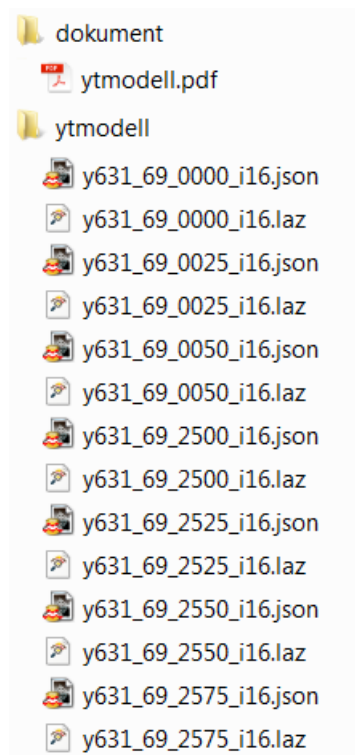 dokument
PDF
ytmodell.pdf
ytmodell
y631_69_0000_i16.json
y631_69_0000_i16.laz
y631_69_0025_i16.json
y631_69_0025_i16.laz
y631_69_0050_i16.json
y631_69_0050_i16.laz
y631_69_2500_i16.json
y631_69_2500_i16.laz
y631_69_2525_i16.json
y631_69_2525_i16.laz
y631_69_2550_i16.json
y631_69_2550_i16.laz
y631_69_2575_i16.json
y631_69_2575_i16.laz